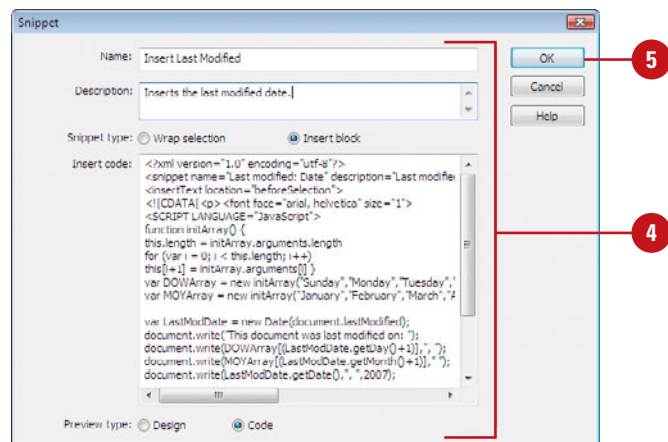 Snippet
Name: Insert Last Modified
OK
5
Description: Inserts the last modified date.
Cancel
Help
Snippet type: Wrap selection Insert block
Insert code: <?xml version="1.0" encoding="utf-8"?>
<snippet name="Last modified: Date" description="Last modifie
<insertText location="beforeSelection">
<![CDATA[ <p> <font face="arial, helvetica" size="1">
<SCRIPT LANGUAGE="JavaScript">
function initArray() {
this.length = initArray.arguments.length
for (var i = 0; i < this.length; i++)
this[i+1] = initArray.arguments[i] }
var DOWArray = new initArray("Sunday","Monday","Tuesday","
var MOYArray = new initArray("January","February","March","A
4
var LastModDate = new Date(document.lastModified);
document.write("This document was last modified on: ");
document.write(DOWArray[(LastModDate.getDay()+1)],", ");
document.write(MOYArray[(LastModDate.getMonth()+1)]," ");
document.write(LastModDate.getDate(),", ",2007);
Preview type: Design Code